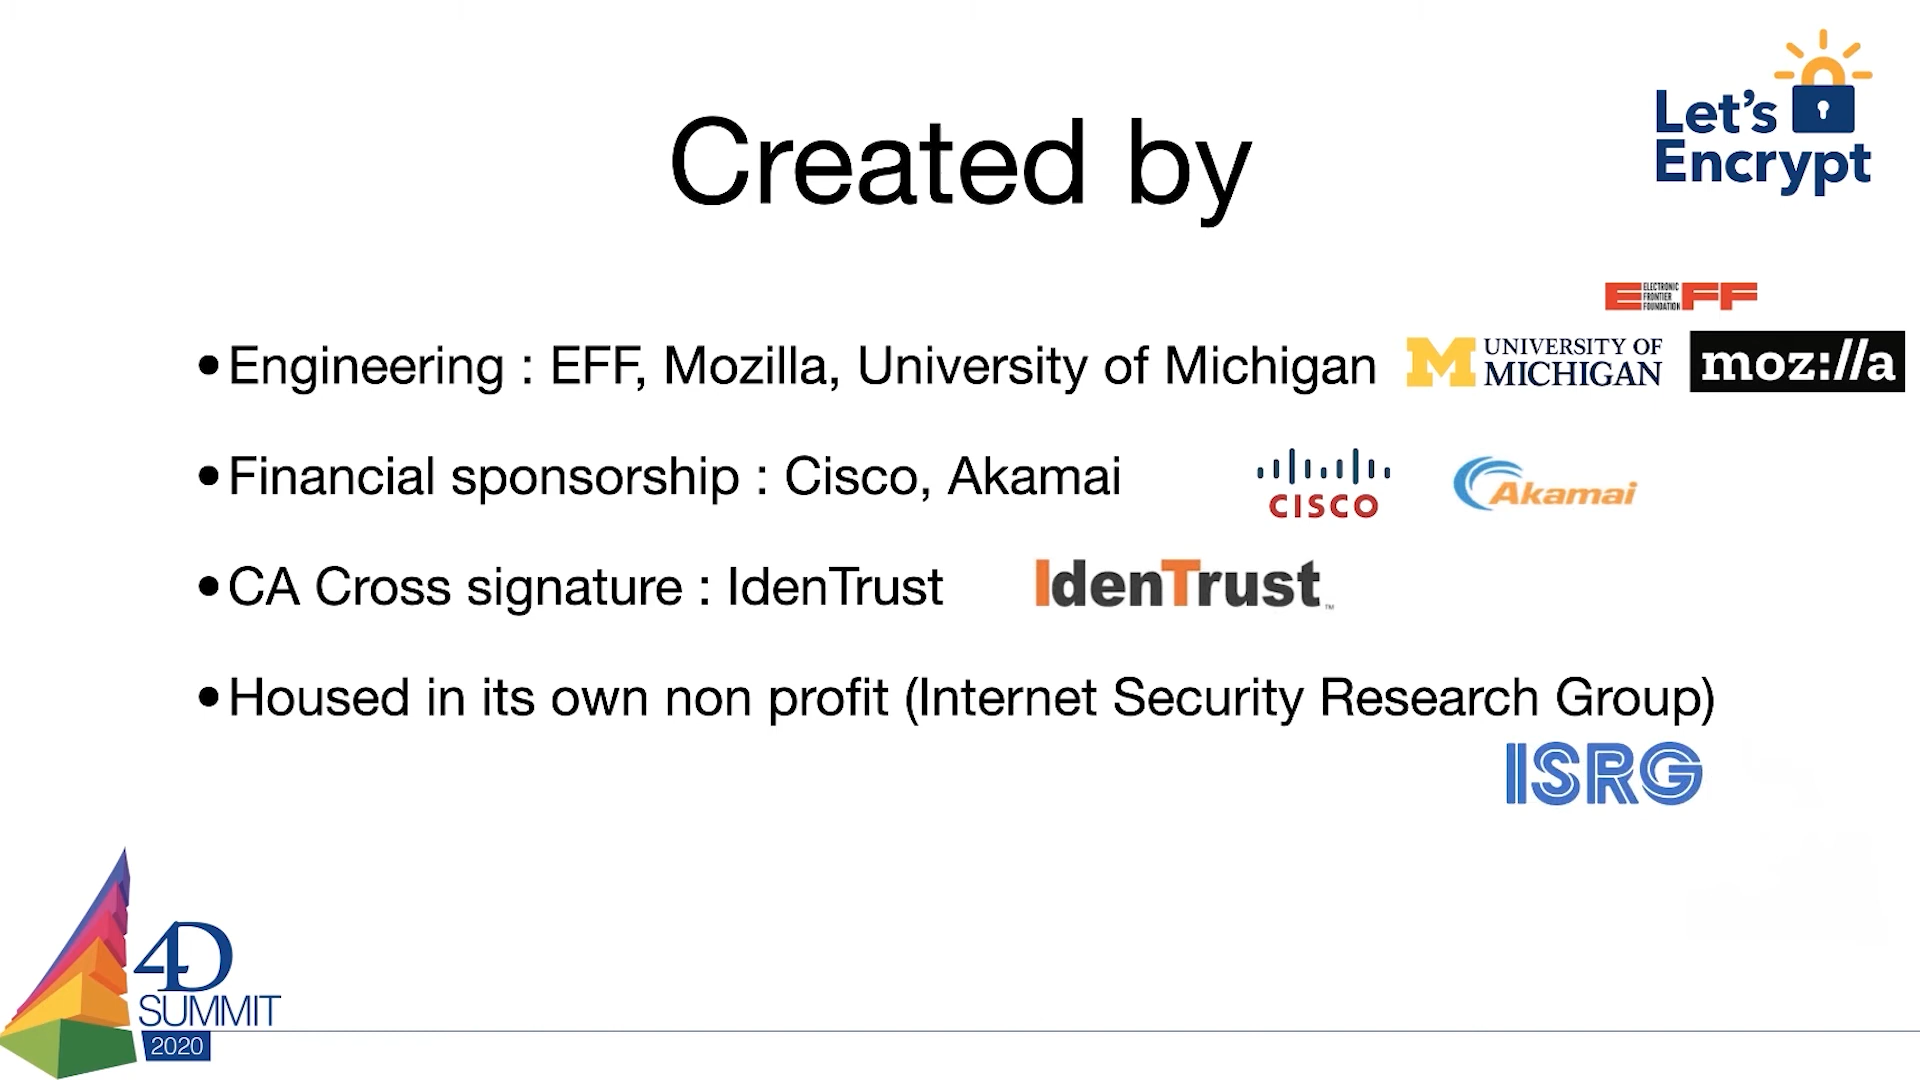 Let's
Encrypt
Created by
ELECTRONIC
FRONTIER
FOUNDATION
EFF
•Engineering : EFF, Mozilla, University of Michigan
M UNIVERSITY OF
MICHIGAN
moz://a
•Financial sponsorship : Cisco, Akamai
CISCO
Akamai
•CA Cross signature : IdenTrust
IdenTrust™
•Housed in its own non profit (Internet Security Research Group)
ISRG
4D
SUMMIT
2020